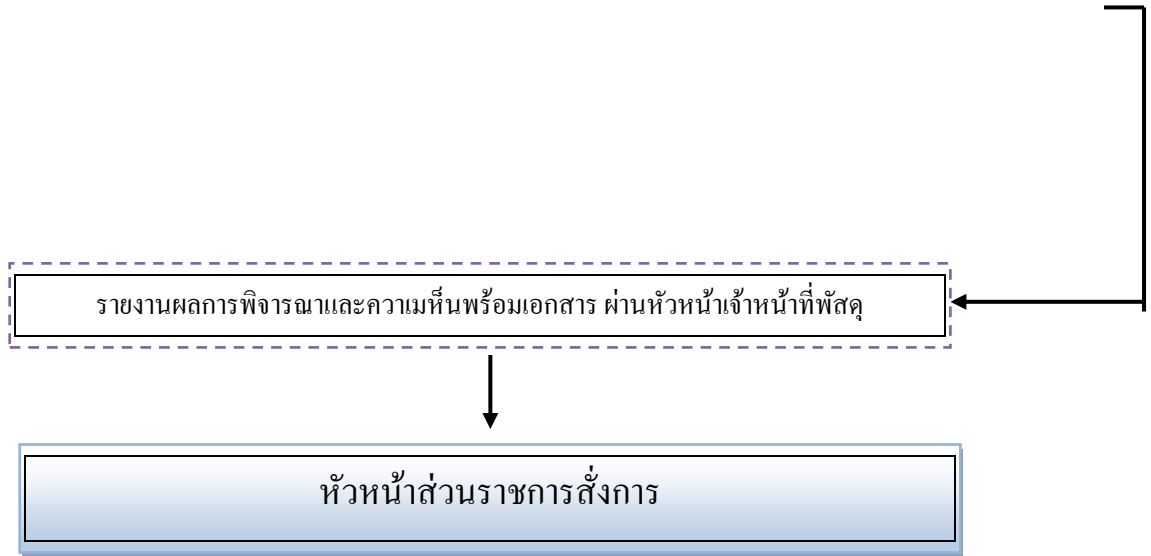 รายงานผลการพิจารณาและความเห็นพร้อมเอกสาร ผ่านหัวหน้าเจ้าหน้าที่พัสดุ
หัวหน้าส่วนราชการสั่งการ